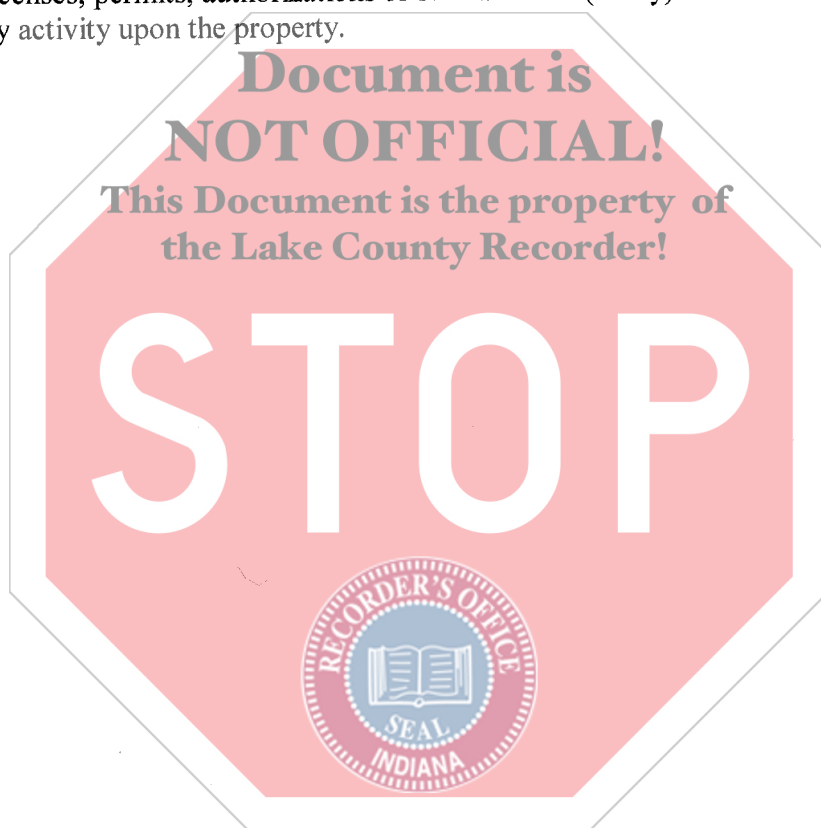 permits,
y activity upon the property.
Document is
NOT OFFICIAL!
This Document is the property of
the Lake County Recorder!
STOP
RECORDER'S OFFICE
SEAL
INDIANA